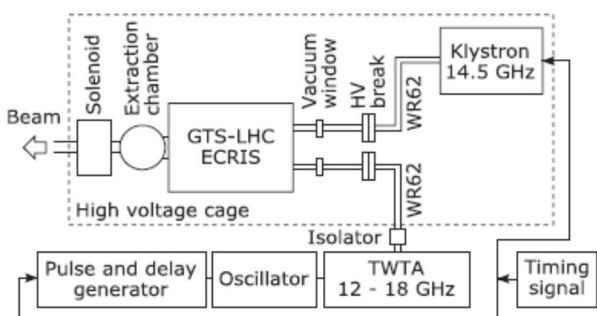 Solenoid
Extraction
chamber
Vacuum
window
HV
break
WR62
Klystron
14.5 GHz
Beam
GTS-LHC
ECRIS
WR62
High voltage cage
Isolator
Pulse and delay
generator
Oscillator
TWTA
12 - 18 GHz
Timing
signal